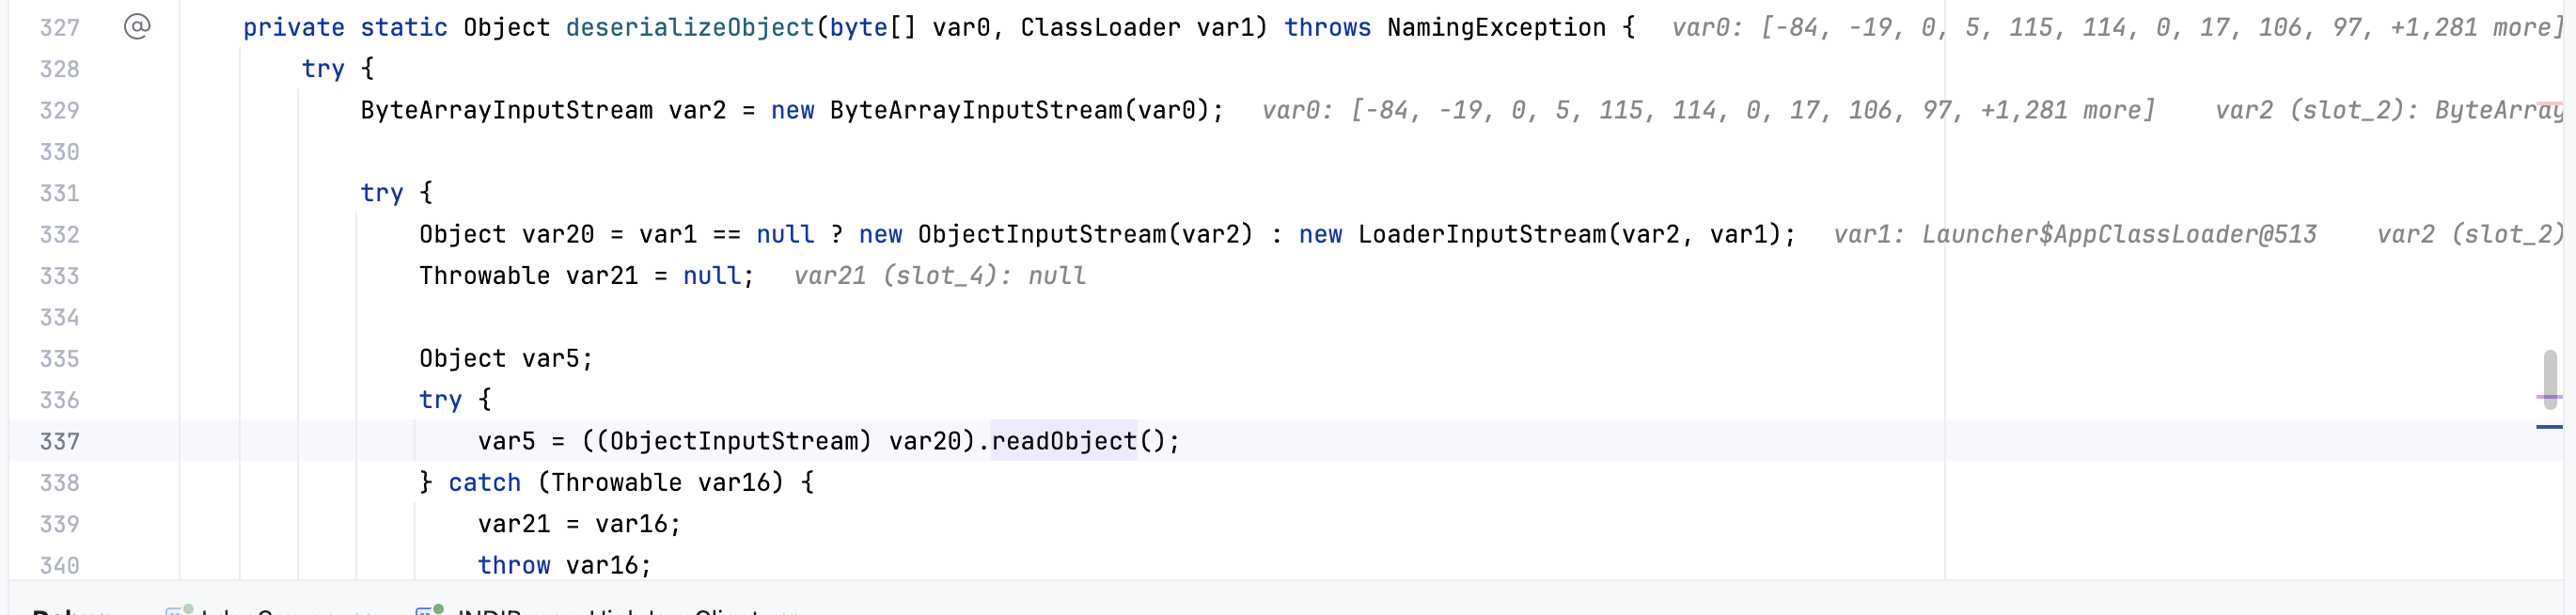 327 @ private static Object deserializeObject(byte[] var0, ClassLoader var1) throws NamingException { var0: [-84, -19, 0, 5, 115, 114, 0, 17, 106, 97, +1,281 more]
328 try {
329 ByteArrayInputStream var2 = new ByteArrayInputStream(var0); var0: [-84, -19, 0, 5, 115, 114, 0, 17, 106, 97, +1,281 more] var2 (slot_2): ByteArray
330
331 try {
332 Object var20 = var1 == null ? new ObjectInputStream(var2) : new LoaderInputStream(var2, var1); var1: Launcher$AppClassLoader@513 var2 (slot_2)
333 Throwable var21 = null; var21 (slot_4): null
334
335 Object var5;
336 try {
337 var5 = ((ObjectInputStream) var20).readObject();
338 } catch (Throwable var16) {
339 var21 = var16;
340 throw var16;